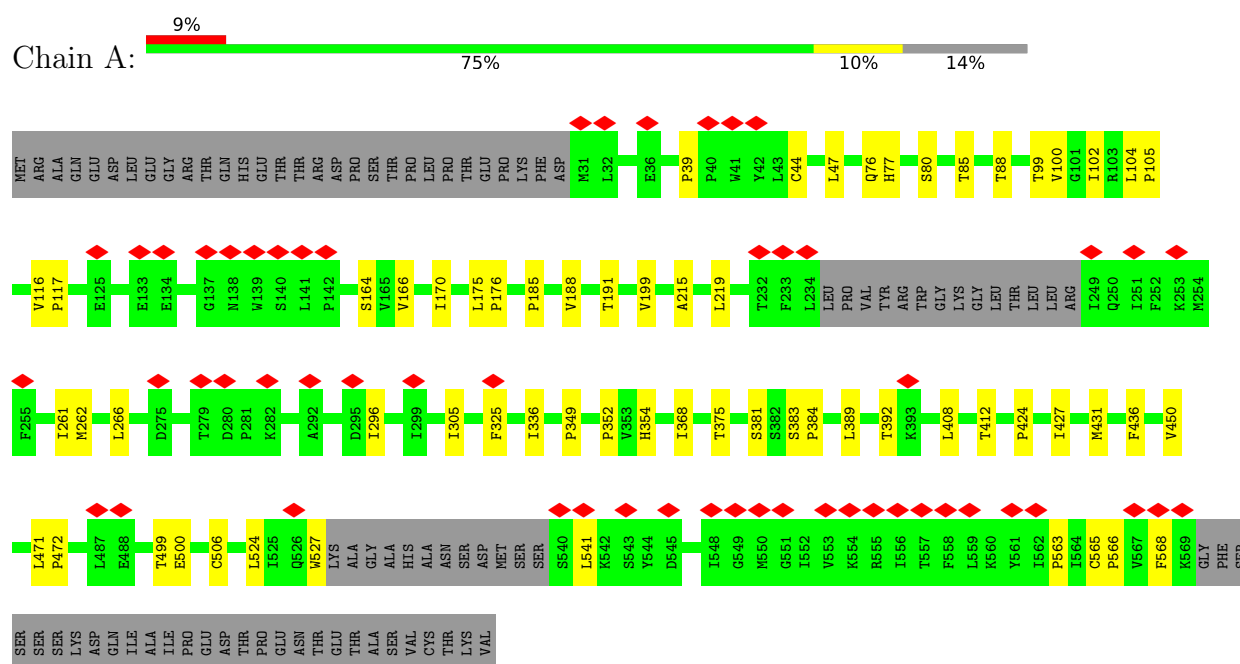 9%
Chain A:
75% 10% 14%
MET ARG ALA GLN GLU ASP LEU GLU GLY ARG THR GLN HIS GLU THR THR ARG ASP PRO SER THR PRO LEU PRO THR GLU PRO LYS PHE ASP M31 L32 E36 P39 P40 W41 Y42 L43 C44 L47 Q76 H77 S80 T85 T88 T99 V100 G101 I102 R103 L104 P105
V116 P117 E125 E133 E134 G137 N138 W139 S140 L141 P142 S164 V165 V166 I170 L175 P176 P185 V188 T191 V199 A215 L219 T232 F233 L234 LEU PRO VAL TYR ARG TRP GLY LYS GLY LEU THR LEU LEU ARG I249 Q250 I251 F252 K253 M254
F255 I261 M262 L266 D275 T279 D280 P281 K282 A292 D295 I296 I299 I305 F325 I336 P349 P352 V353 H354 I368 T375 S381 S382 S383 P384 L389 T392 K393 L408 T412 P424 I427 M431 F436 V450
L471 P472 L487 E488 T499 E500 C506 L524 I525 Q526 W527 LYS ALA GLY ALA HIS ALA ASN SER ASP MET SER SER S540 L541 K542 S543 Y544 D545 I548 G549 M550 G551 I552 V553 K554 R555 I556 T557 F558 L559 K560 Y561 I562 P563 I564 C565 P566 V567 F568 K569 GLY PHE SER
SER SER SER LYS ASP GLN ILE ALA ILE PRO GLU ASP THR PRO GLU ASN THR GLU THR ALA SER VAL CYS THR LYS VAL